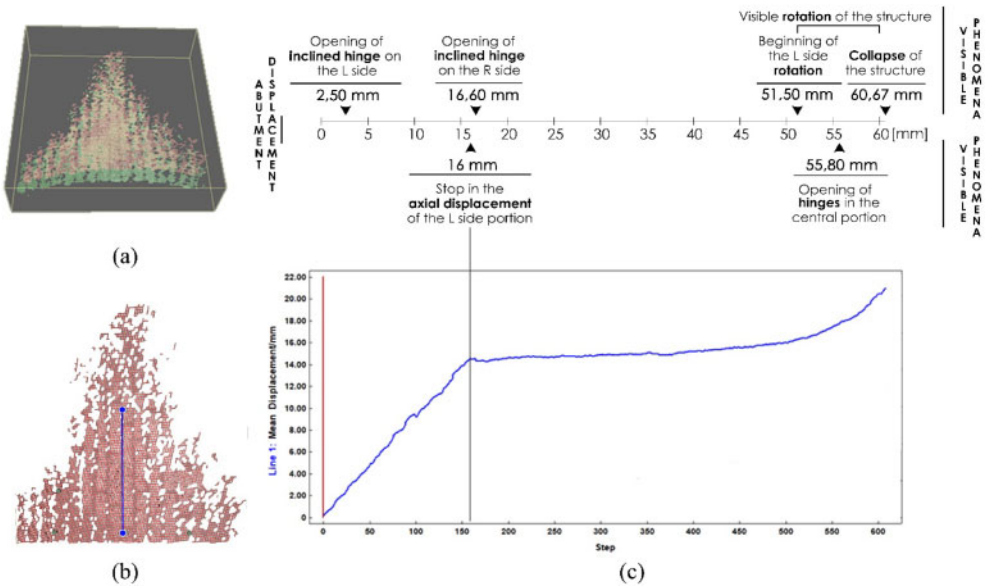 (a)
(b)
ABUTMENT
DISPLACEMENT
Opening of
inclined hinge on
the L side
2,50 mm
Opening of
inclined hinge
on the R side
16,60 mm
Visible rotation of the structure
Beginning of
the L side
rotation
51,50 mm
Collapse of
the structure
60,67 mm
VISIBLE
PHENOMENA
0 5 10 15 20 25 30 35 40 45 50 55 60 [mm]
16 mm
Stop in the
axial displacement
of the L side portion
55,80 mm
Opening of
hinges in the
central portion
VISIBLE
PHENOMENA
Line 1: Mean Displacement/mm
22.00
20.00
18.00
16.00
14.00
12.00
10.00
8.00
6.00
4.00
2.00
0
0 50 100 150 200 250 300 350 400 450 500 550 600
Step
(c)